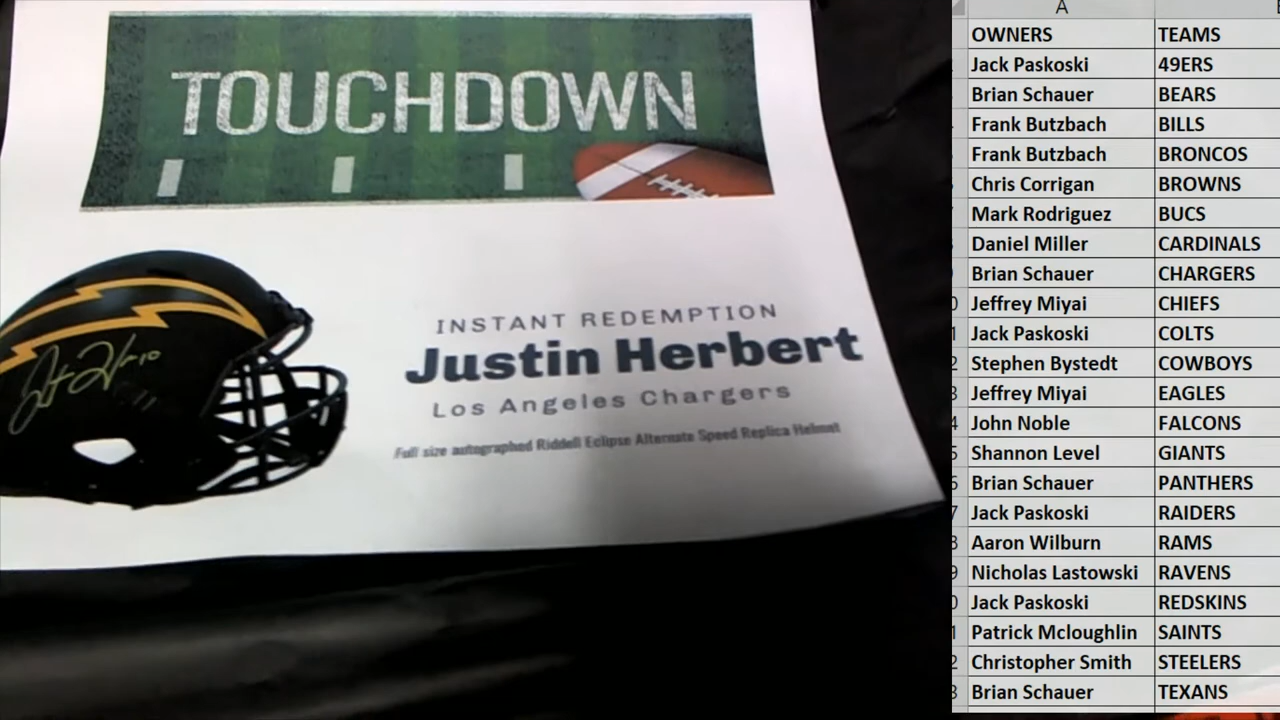 TOUCHDOWN
INSTANT REDEMPTION
Justin Herbert
Los Angeles Chargers
Full size autographed Riddell Eclipse Alternate Speed Replica Helmet
A
OWNERS TEAMS
Jack Paskoski 49ERS
Brian Schauer BEARS
Frank Butzbach BILLS
Frank Butzbach BRONCOS
Chris Corrigan BROWNS
Mark Rodriguez BUCS
Daniel Miller CARDINALS
Brian Schauer CHARGERS
Jeffrey Miyai CHIEFS
Jack Paskoski COLTS
Stephen Bystedt COWBOYS
Jeffrey Miyai EAGLES
John Noble FALCONS
Shannon Level GIANTS
Brian Schauer PANTHERS
Jack Paskoski RAIDERS
Aaron Wilburn RAMS
Nicholas Lastowski RAVENS
Jack Paskoski REDSKINS
Patrick Mcloughlin SAINTS
Christopher Smith STEELERS
Brian Schauer TEXANS